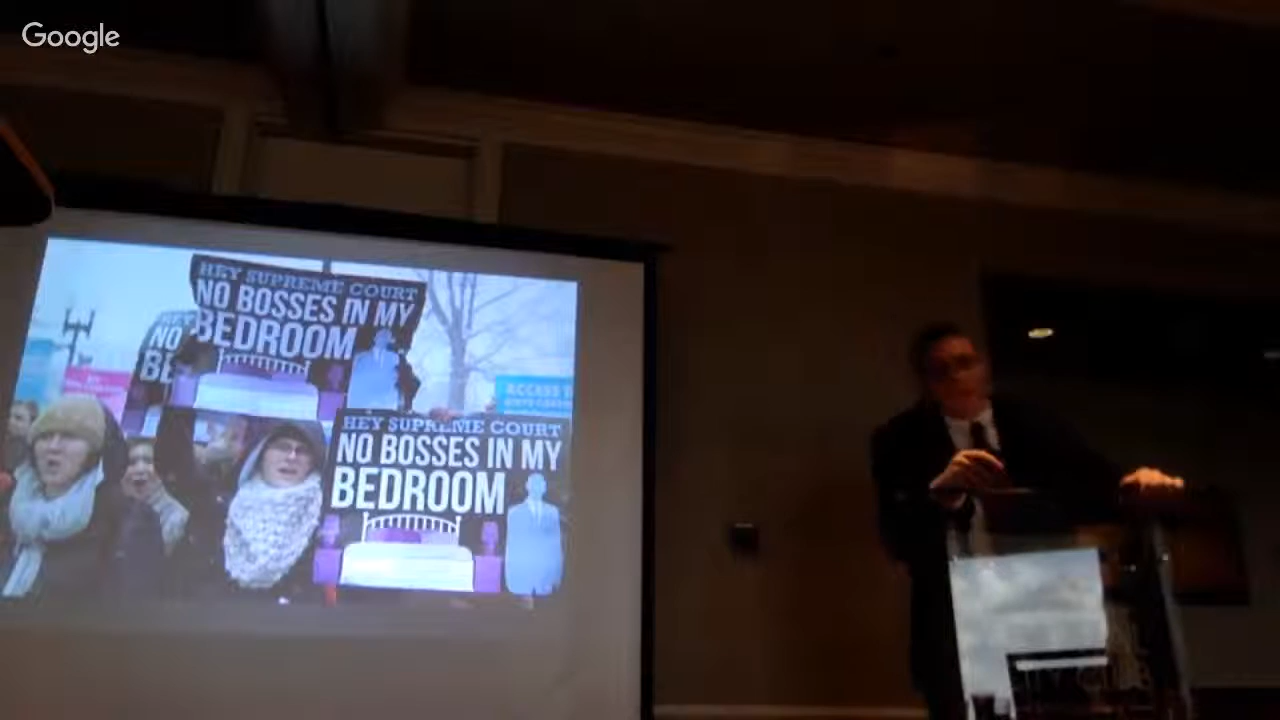 Google
HEY SUPREME COURT
NO BOSSES IN MY
BEDROOM
NO
BE
ACCESS
HEY SUPREME COURT
NO BOSSES IN MY
BEDROOM